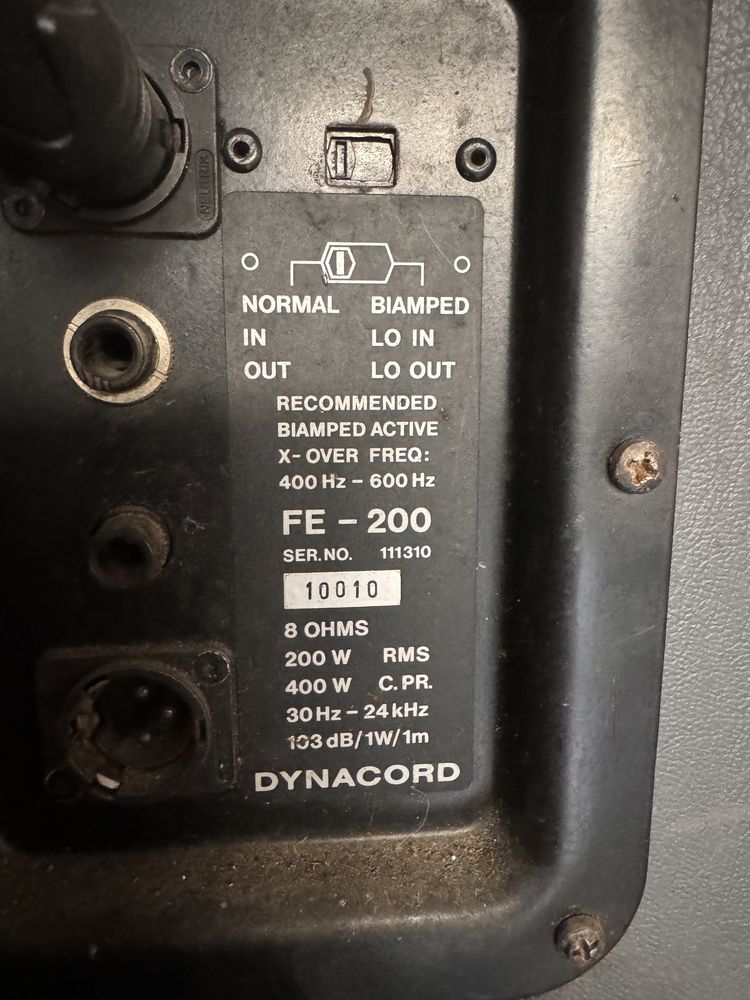 NEUTRIK
NORMAL BIAMPED
IN LO IN
OUT LO OUT
RECOMMENDED
BIAMPED ACTIVE
X-OVER FREQ:
400 Hz - 600 Hz
FE - 200
SER. NO. 111310
10010
8 OHMS
200 W RMS
400 W C.PR.
30 Hz - 24 kHz
103 dB/1W/1m
DYNACORD